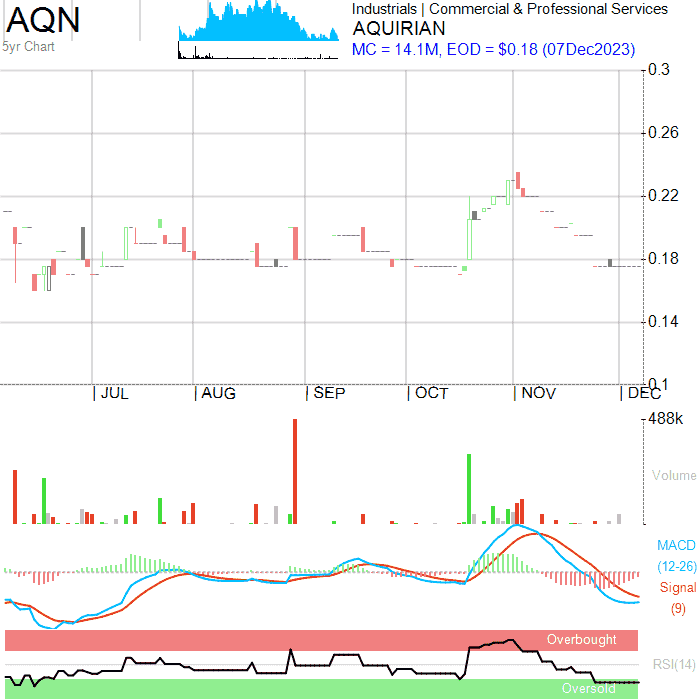 AQN
5yr Chart
Industrials | Commercial & Professional Services
AQUIRIAN
MC = 14.1M, EOD = $0.18 (07Dec2023)
0.3
0.26
0.22
0.18
0.14
0.1
| JUL
| AUG
| SEP
| OCT
| NOV
| DEC
488k
Volume
MACD
(12-26)
Signal
(9)
Overbought
RSI(14)
Oversold